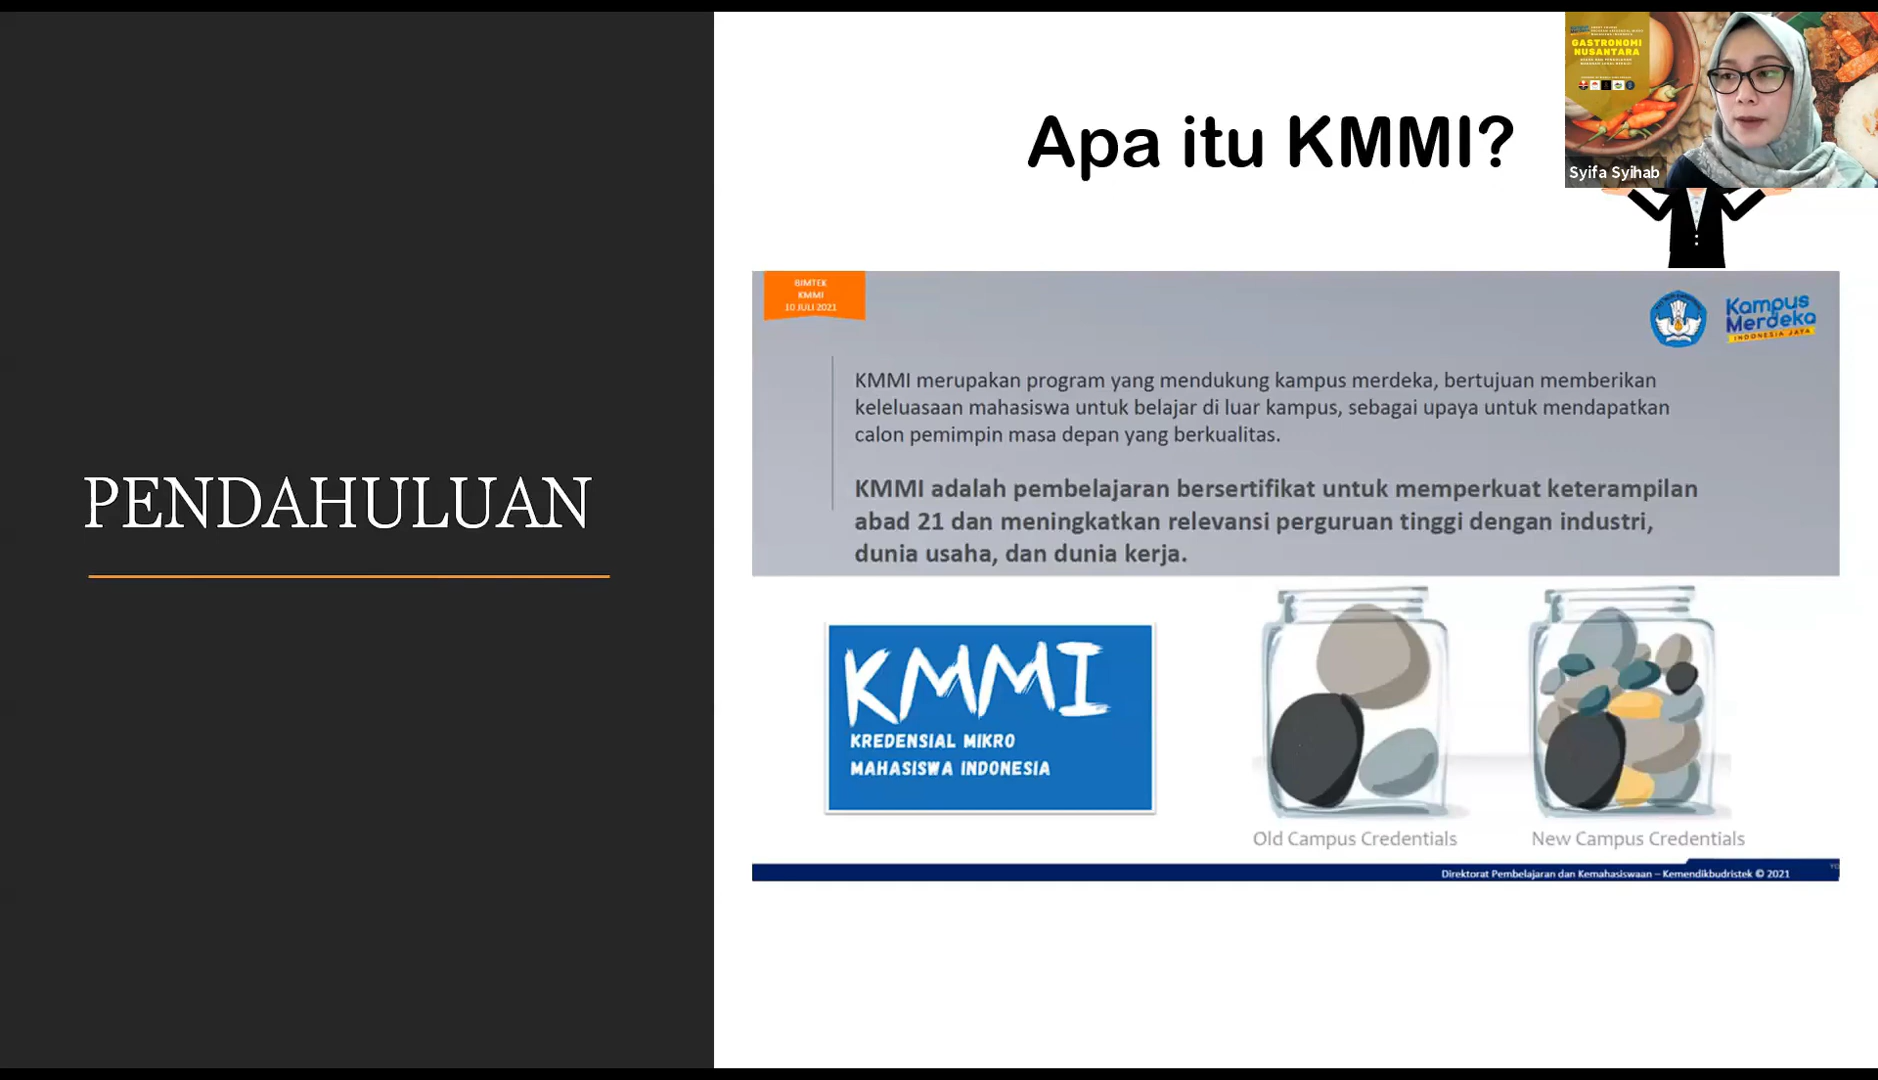 PENDAHULUAN
Apa itu KMMI?
GASTRONOMI
NUSANTARA
Syifa Syihab
BIMTEK
KMMI
10 JULI 2021
Kampus
Merdeka
INDONESIA JAYA
KMMI merupakan program yang mendukung kampus merdeka, bertujuan memberikan
keleluasaan mahasiswa untuk belajar di luar kampus, sebagai upaya untuk mendapatkan
calon pemimpin masa depan yang berkualitas.
KMMI adalah pembelajaran bersertifikat untuk memperkuat keterampilan
abad 21 dan meningkatkan relevansi perguruan tinggi dengan industri,
dunia usaha, dan dunia kerja.
KMMI
KREDENSIAL MIKRO
MAHASISWA INDONESIA
Old Campus Credentials
New Campus Credentials
Direktorat Pembelajaran dan Kemahasiswaan – Kemendikbudristek © 2021